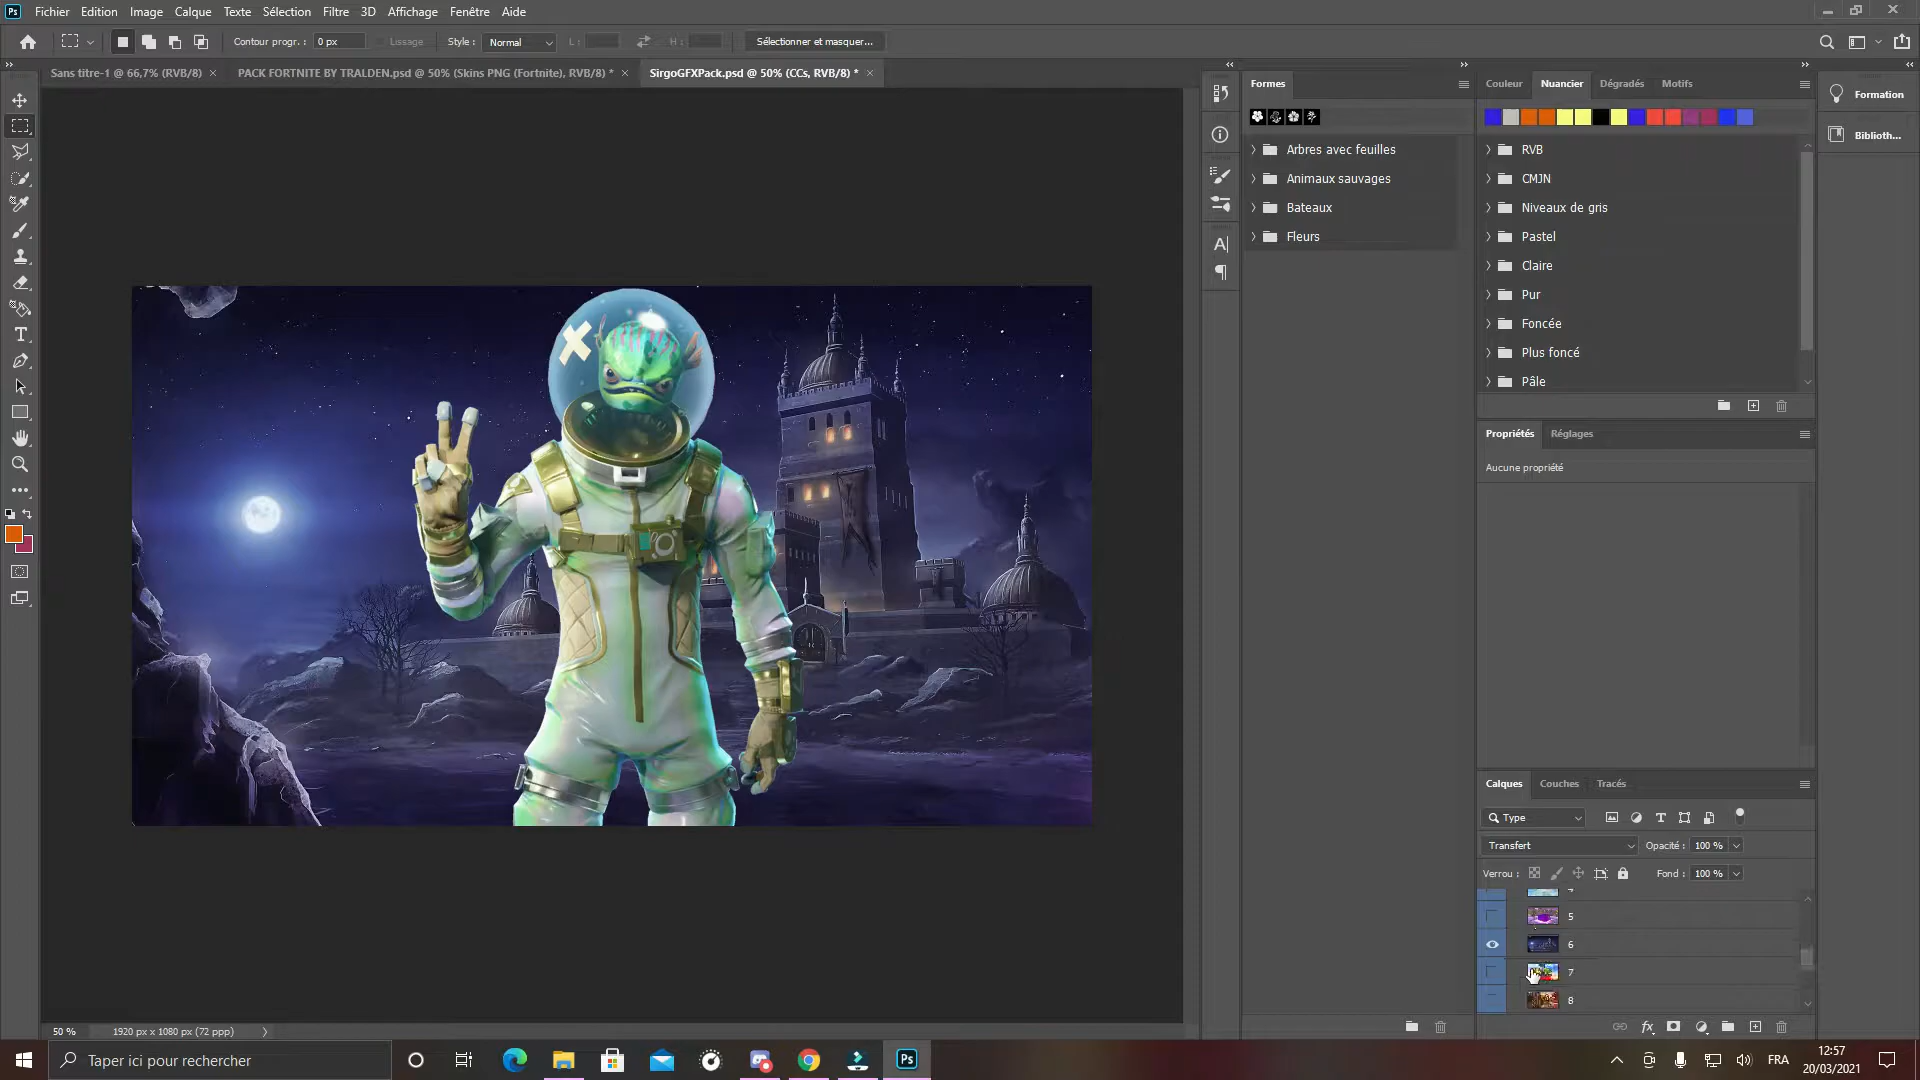 Ps Fichier Edition Image Calque Texte Sélection Filtre 3D Affichage Fenêtre Aide
Contour progr. : 0 px Lissage Style : Normal L : H : Sélectionner et masquer...
Sans titre-1 @ 66,7% (RVB/8) PACK FORTNITE BY TRALDEN.psd @ 50% (Skins PNG (Fortnite), RVB/8) * SirgoGFXPack.psd @ 50% (CCs, RVB/8) *
Formes
Arbres avec feuilles
Animaux sauvages
Bateaux
Fleurs
Couleur Nuancier Dégradés Motifs
RVB
CMJN
Niveaux de gris
Pastel
Claire
Pur
Foncée
Plus foncé
Pâle
Formation
Biblioth...
Propriétés Réglages
Aucune propriété
Calques Couches Tracés
Type
Transfert Opacité : 100 %
Verrou : Fond : 100 %
5
6
7
8
fx
50 % 1920 px x 1080 px (72 ppp)
Taper ici pour rechercher
Ps
FRA
12:57
20/03/2021